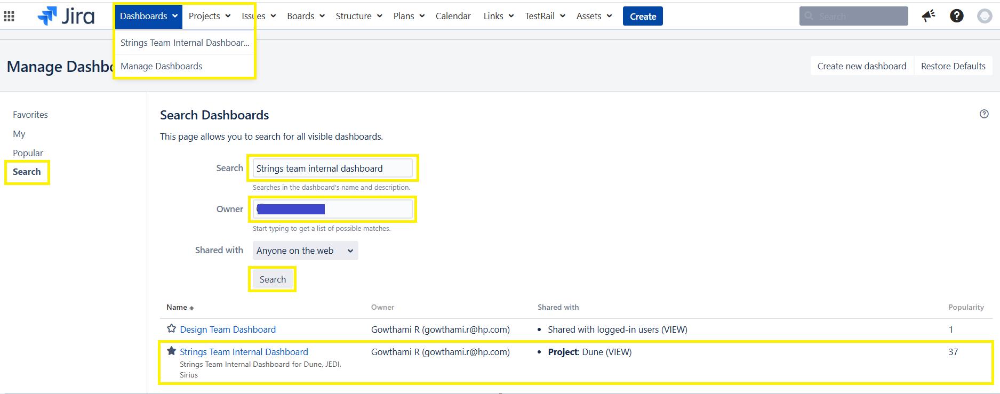 Jira Dashboards Projects Issues Boards Structure Plans Calendar Links TestRail Assets Create Search
Strings Team Internal Dashboar...
Manage Dashboards
Manage Dashbo
Create new dashboard Restore Defaults
Favorites
My
Popular
Search
Search Dashboards
This page allows you to search for all visible dashboards.
Search Strings team internal dashboard
Searches in the dashboard's name and description.
Owner
Start typing to get a list of possible matches.
Shared with Anyone on the web
Search
Name Owner Shared with Popularity
Design Team Dashboard Gowthami R (gowthami.r@hp.com) • Shared with logged-in users (VIEW) 1
Strings Team Internal Dashboard Gowthami R (gowthami.r@hp.com) • Project: Dune (VIEW) 37
Strings Team Internal Dashboard for Dune, JEDI,
Sirius